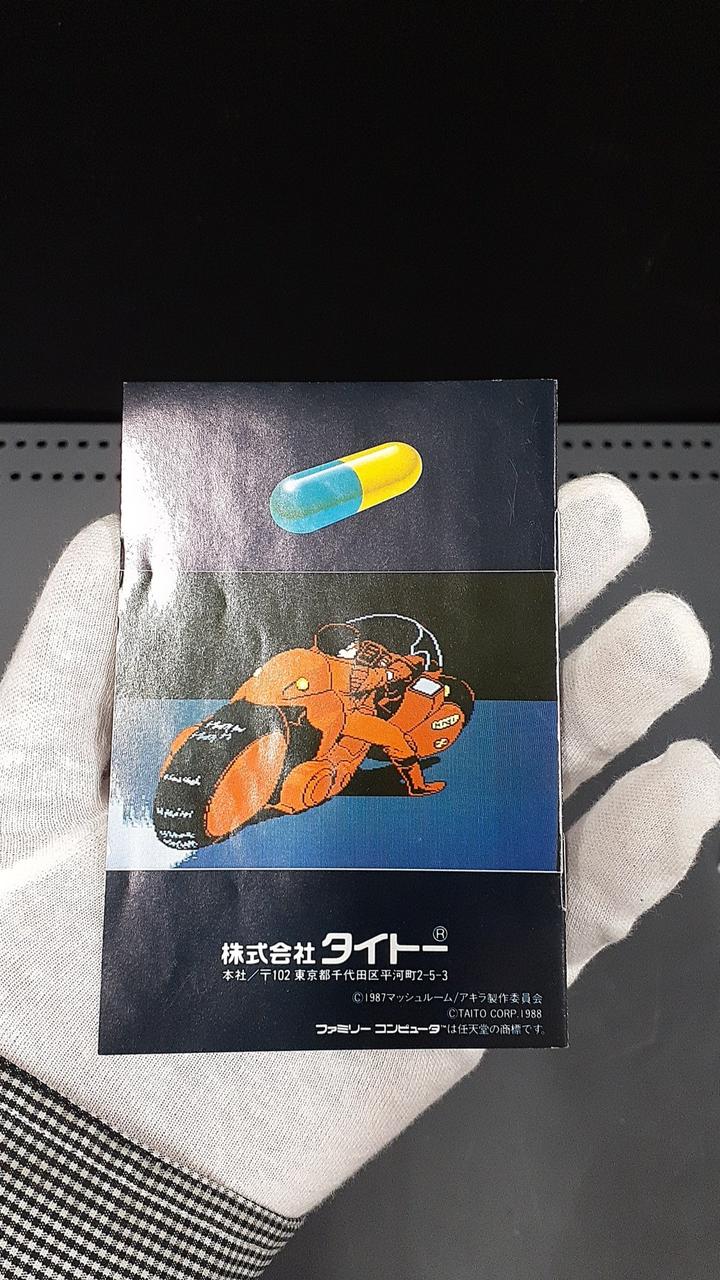 株式会社 タイトー®
本社／〒102 東京都千代田区平河町2-5-3
©1987マッシュルーム/アキラ製作委員会
©TAITO CORP.1988
ファミリー コンピュータ™は任天堂の商標です。